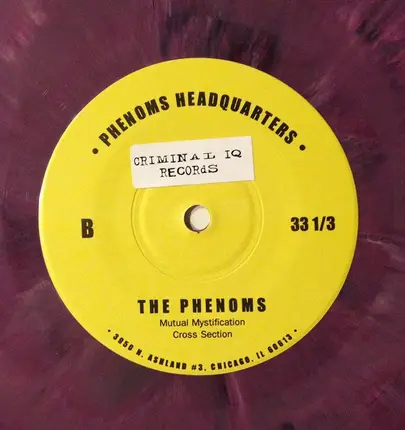 • PHENOMS HEADQUARTERS •
CRIMINAL IQ
RECORdS
B
33 1/3
THE PHENOMS
Mutual Mystification
Cross Section
• 3950 N. ASHLAND #3, CHICAGO, IL 60613 •